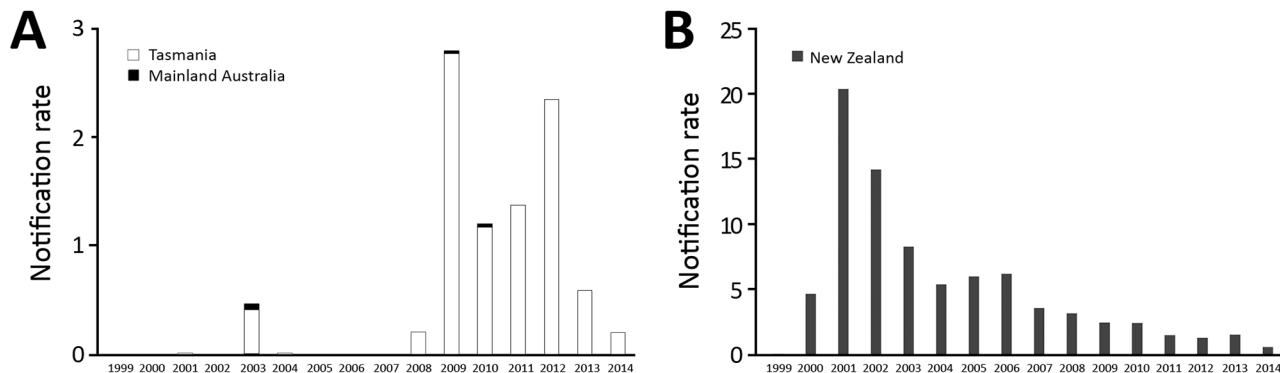 A
Notification rate
3
2
1
0
Tasmania
Mainland Australia
1999 2000 2001 2002 2003 2004 2005 2006 2007 2008 2009 2010 2011 2012 2013 2014
B
Notification rate
25
20
15
10
5
0
New Zealand
1999 2000 2001 2002 2003 2004 2005 2006 2007 2008 2009 2010 2011 2012 2013 2014